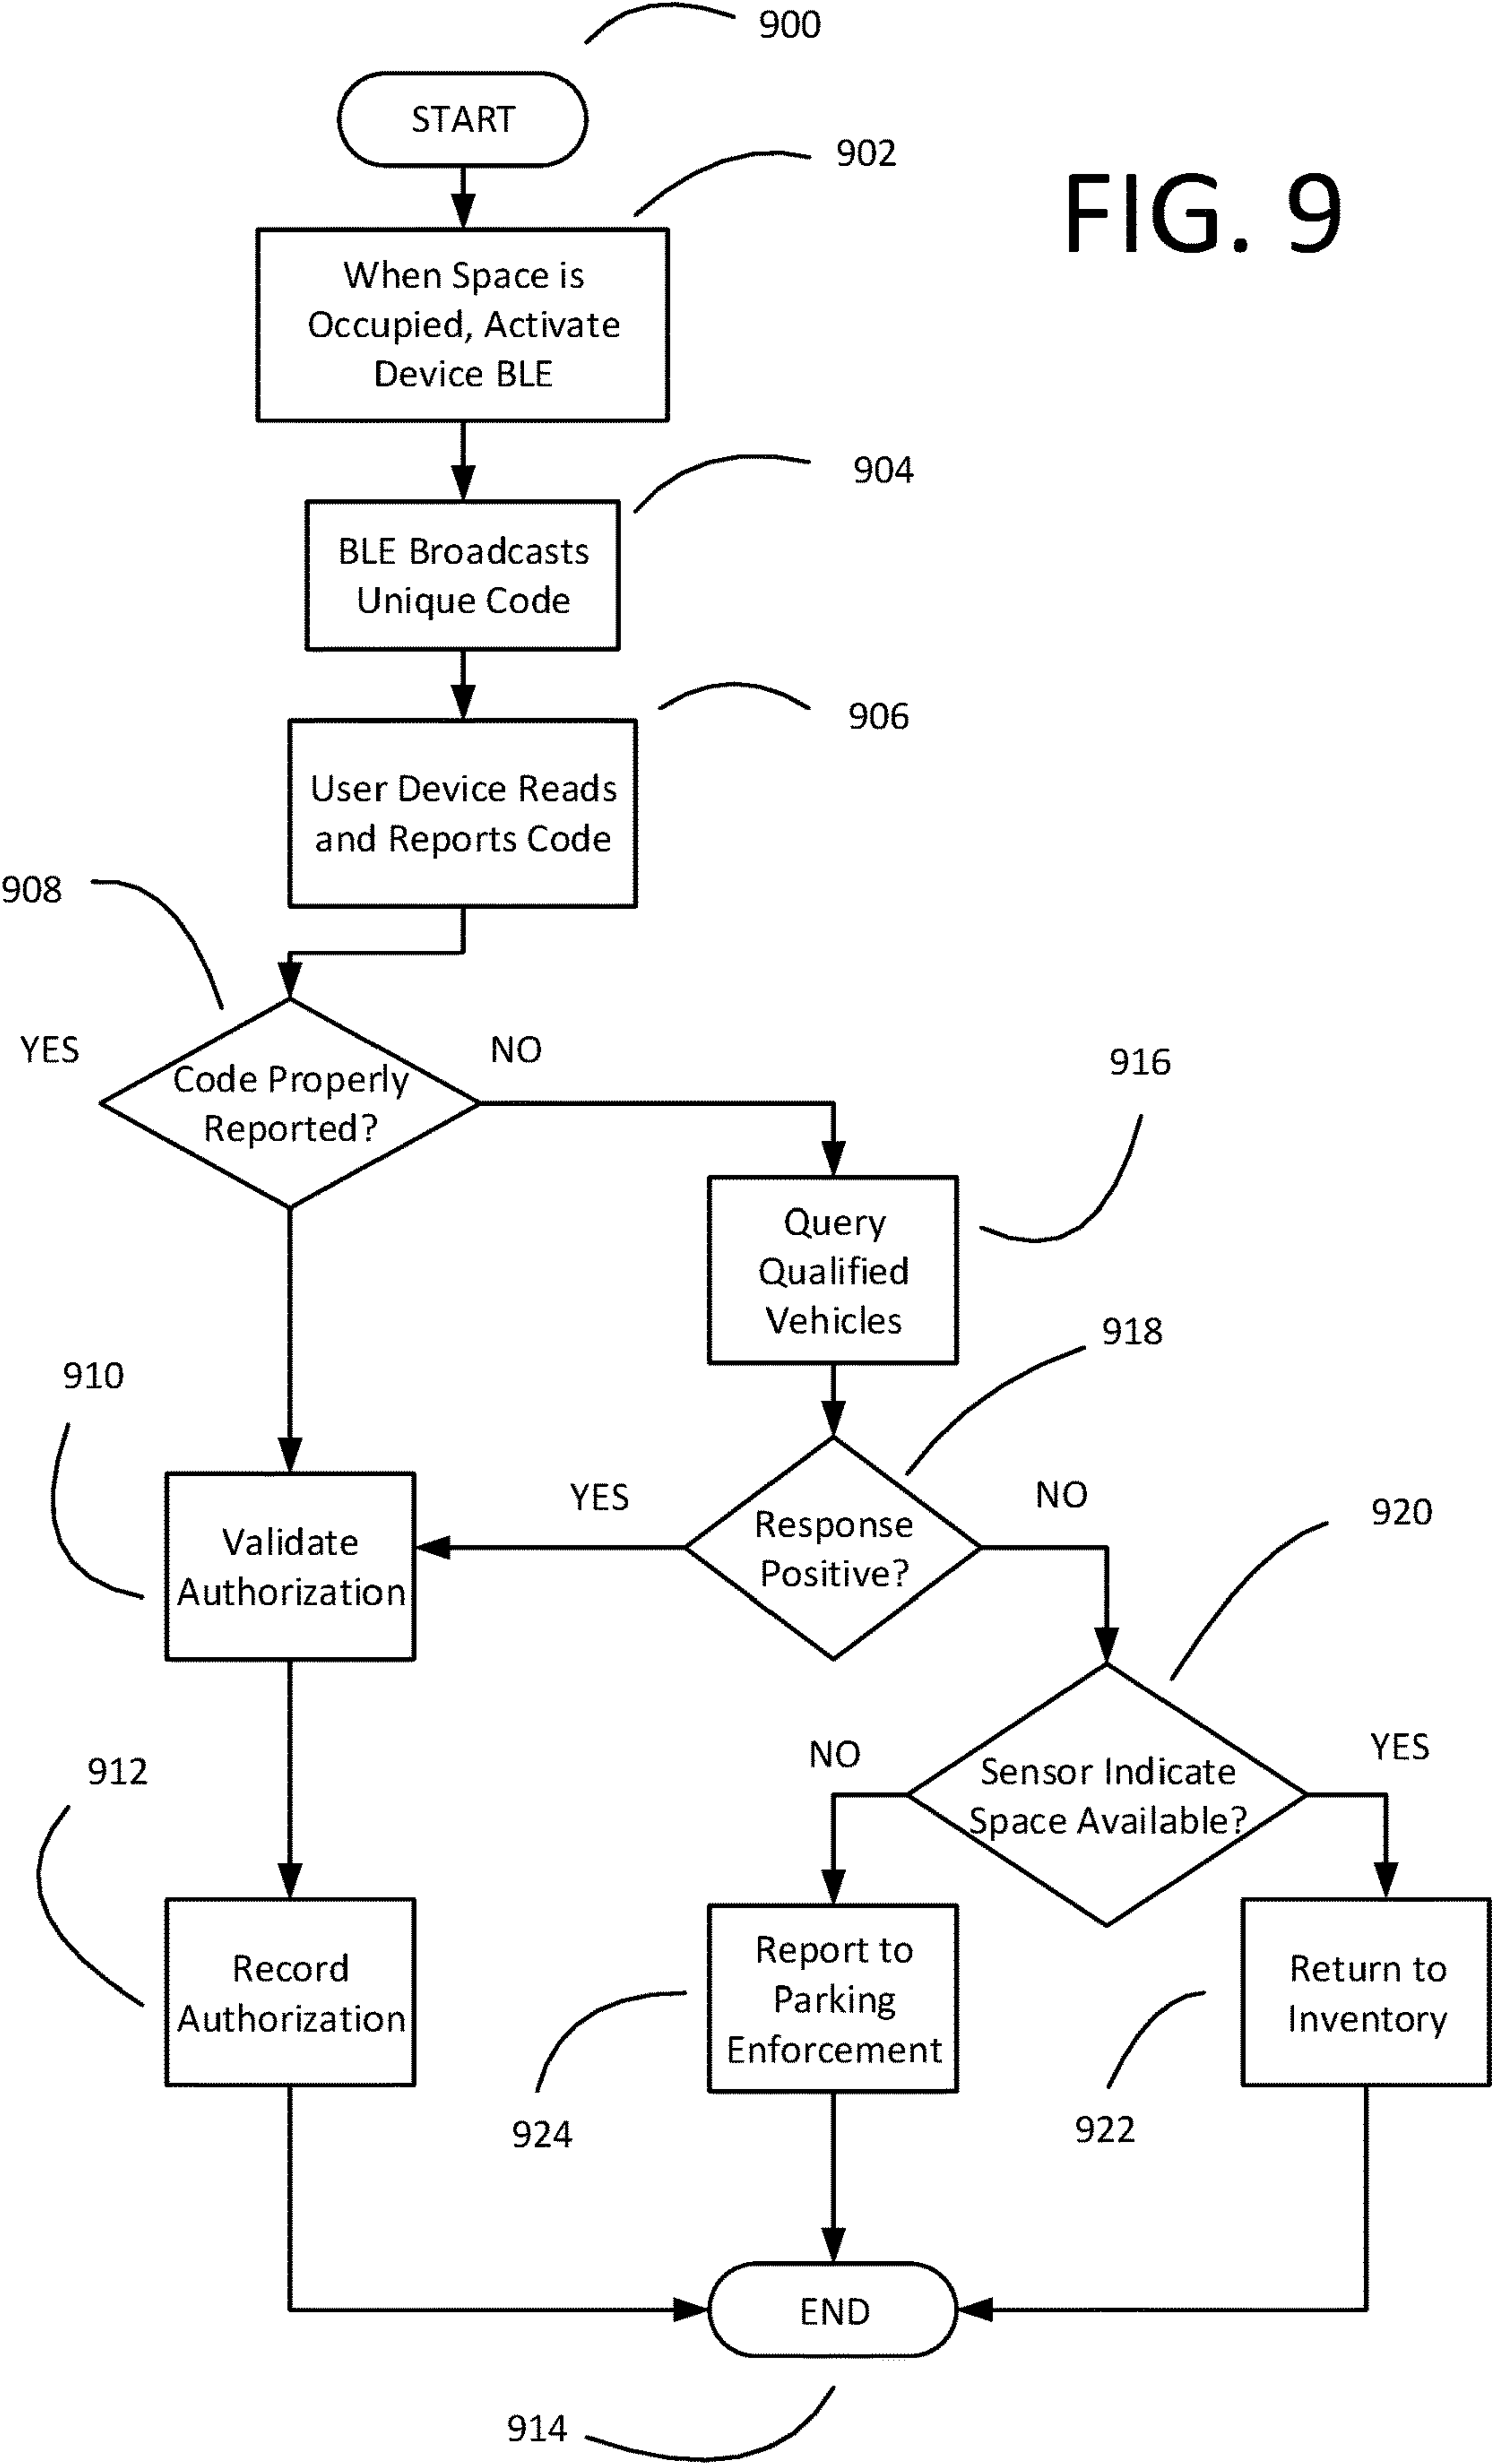 900
START
902
FIG. 9
When Space is
Occupied, Activate
Device BLE
904
BLE Broadcasts
Unique Code
906
User Device Reads
and Reports Code
908
YES
NO
Code Properly
Reported?
916
Query
Qualified
Vehicles
918
910
YES
NO
920
Response
Positive?
Validate
Authorization
NO
YES
Sensor Indicate
Space Available?
912
Record
Authorization
Report to
Parking
Enforcement
Return to
Inventory
924
922
END
914